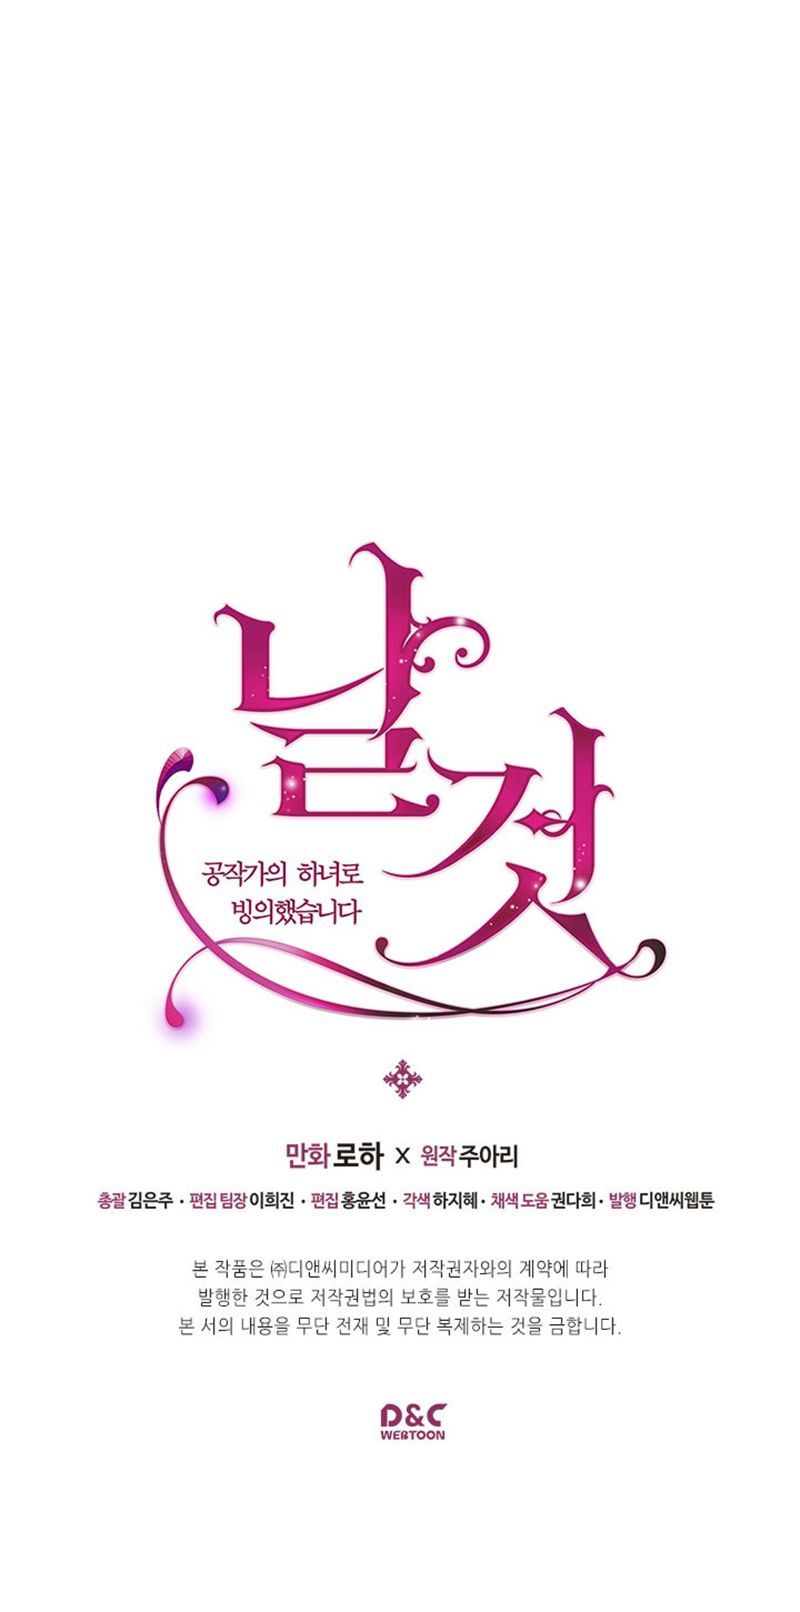 날것
공작가의 하녀로
빙의했습니다
만화 로하 X 원작 주아리
총괄 김은주 · 편집 팀장 이희진 · 편집 홍윤선 · 각색 하지혜 · 채색 도움 권다희 · 발행 디앤씨웹툰
본 작품은 ㈜디앤씨미디어가 저작권자와의 계약에 따라
발행한 것으로 저작권법의 보호를 받는 저작물입니다.
본 서의 내용을 무단 전재 및 무단 복제하는 것을 금합니다.
D&C
WEBTOON